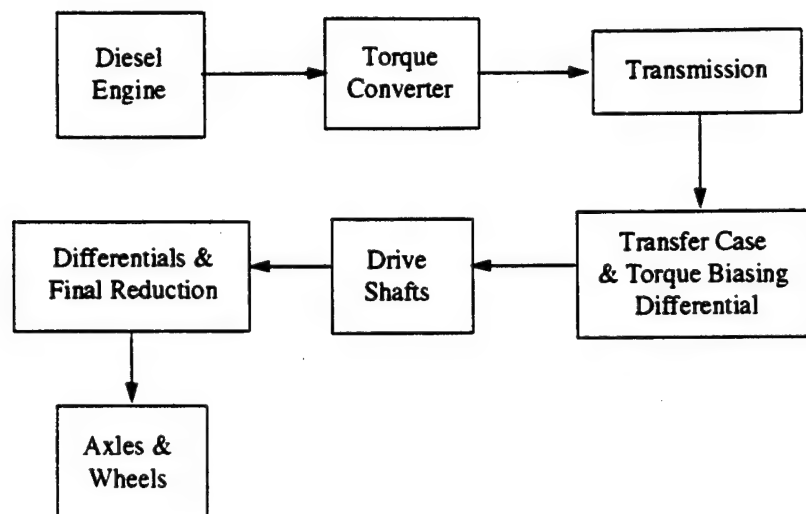 Diesel
Engine
Torque
Converter
Transmission
Transfer Case
& Torque Biasing
Differential
Drive
Shafts
Differentials &
Final Reduction
Axles &
Wheels